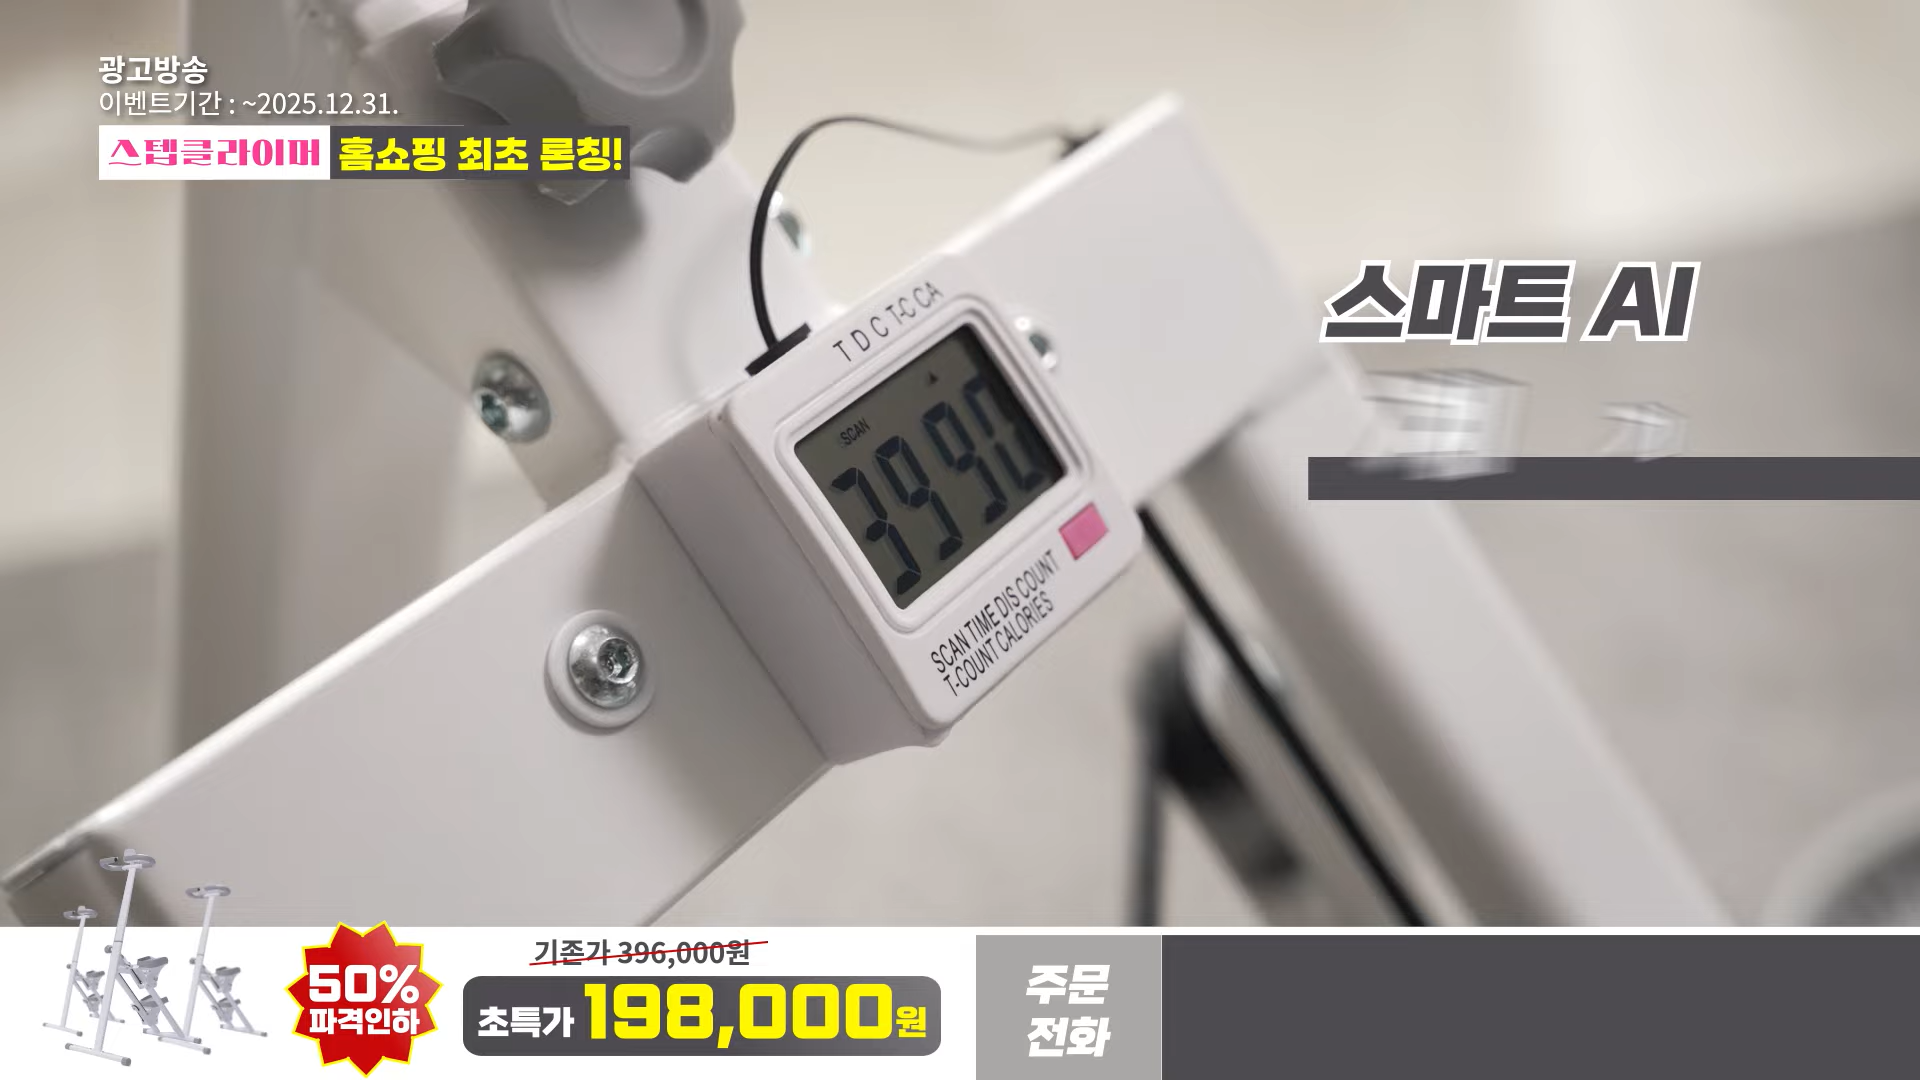 광고방송
이벤트기간 : ~2025.12.31.
스텝클라이머 홈쇼핑 최초 론칭!
스마트 AI
T D C T-C CA
SCAN
SCAN TIME DIS COUNT
T-COUNT CALORIES
50%
파격인하
기존가 396,000원
초특가 198,000원
주문
전화